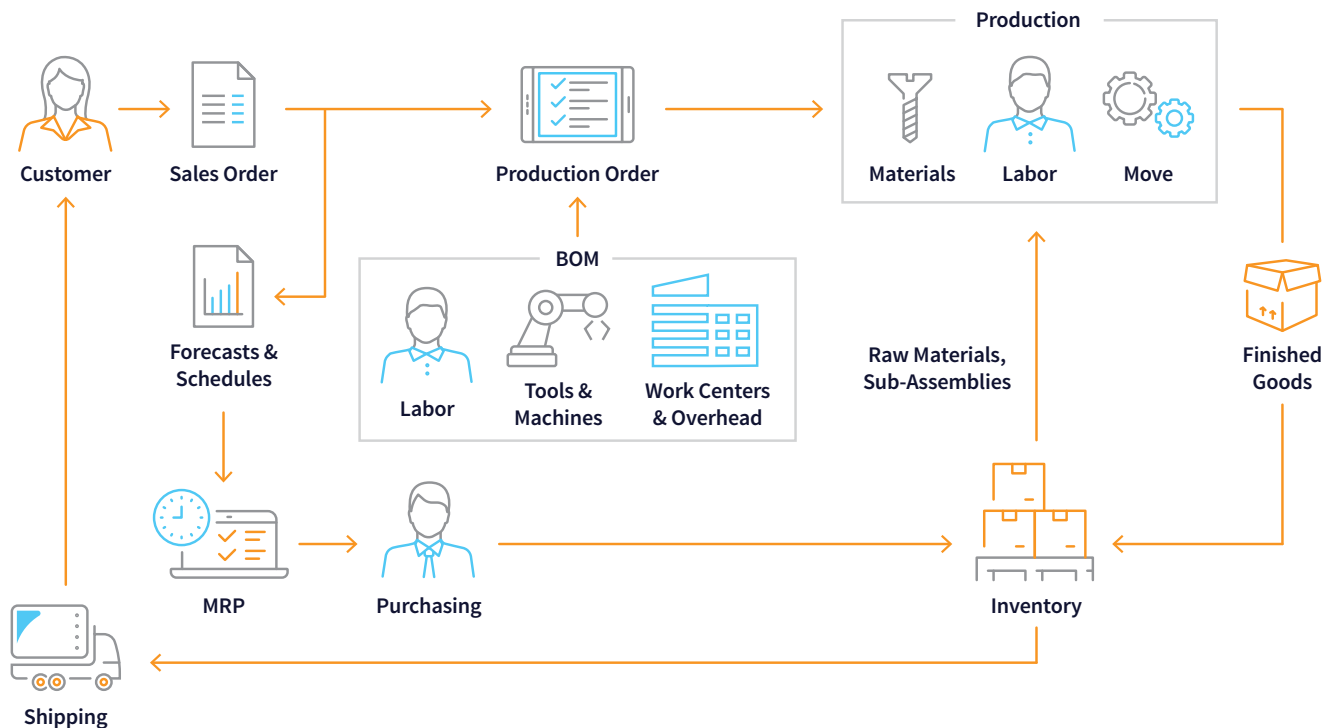 Production
Customer
Sales Order
Production Order
Materials
Labor
Move
BOM
Forecasts &
Schedules
Labor
Tools &
Machines
Work Centers
& Overhead
Raw Materials,
Sub-Assemblies
Finished
Goods
MRP
Purchasing
Inventory
Shipping